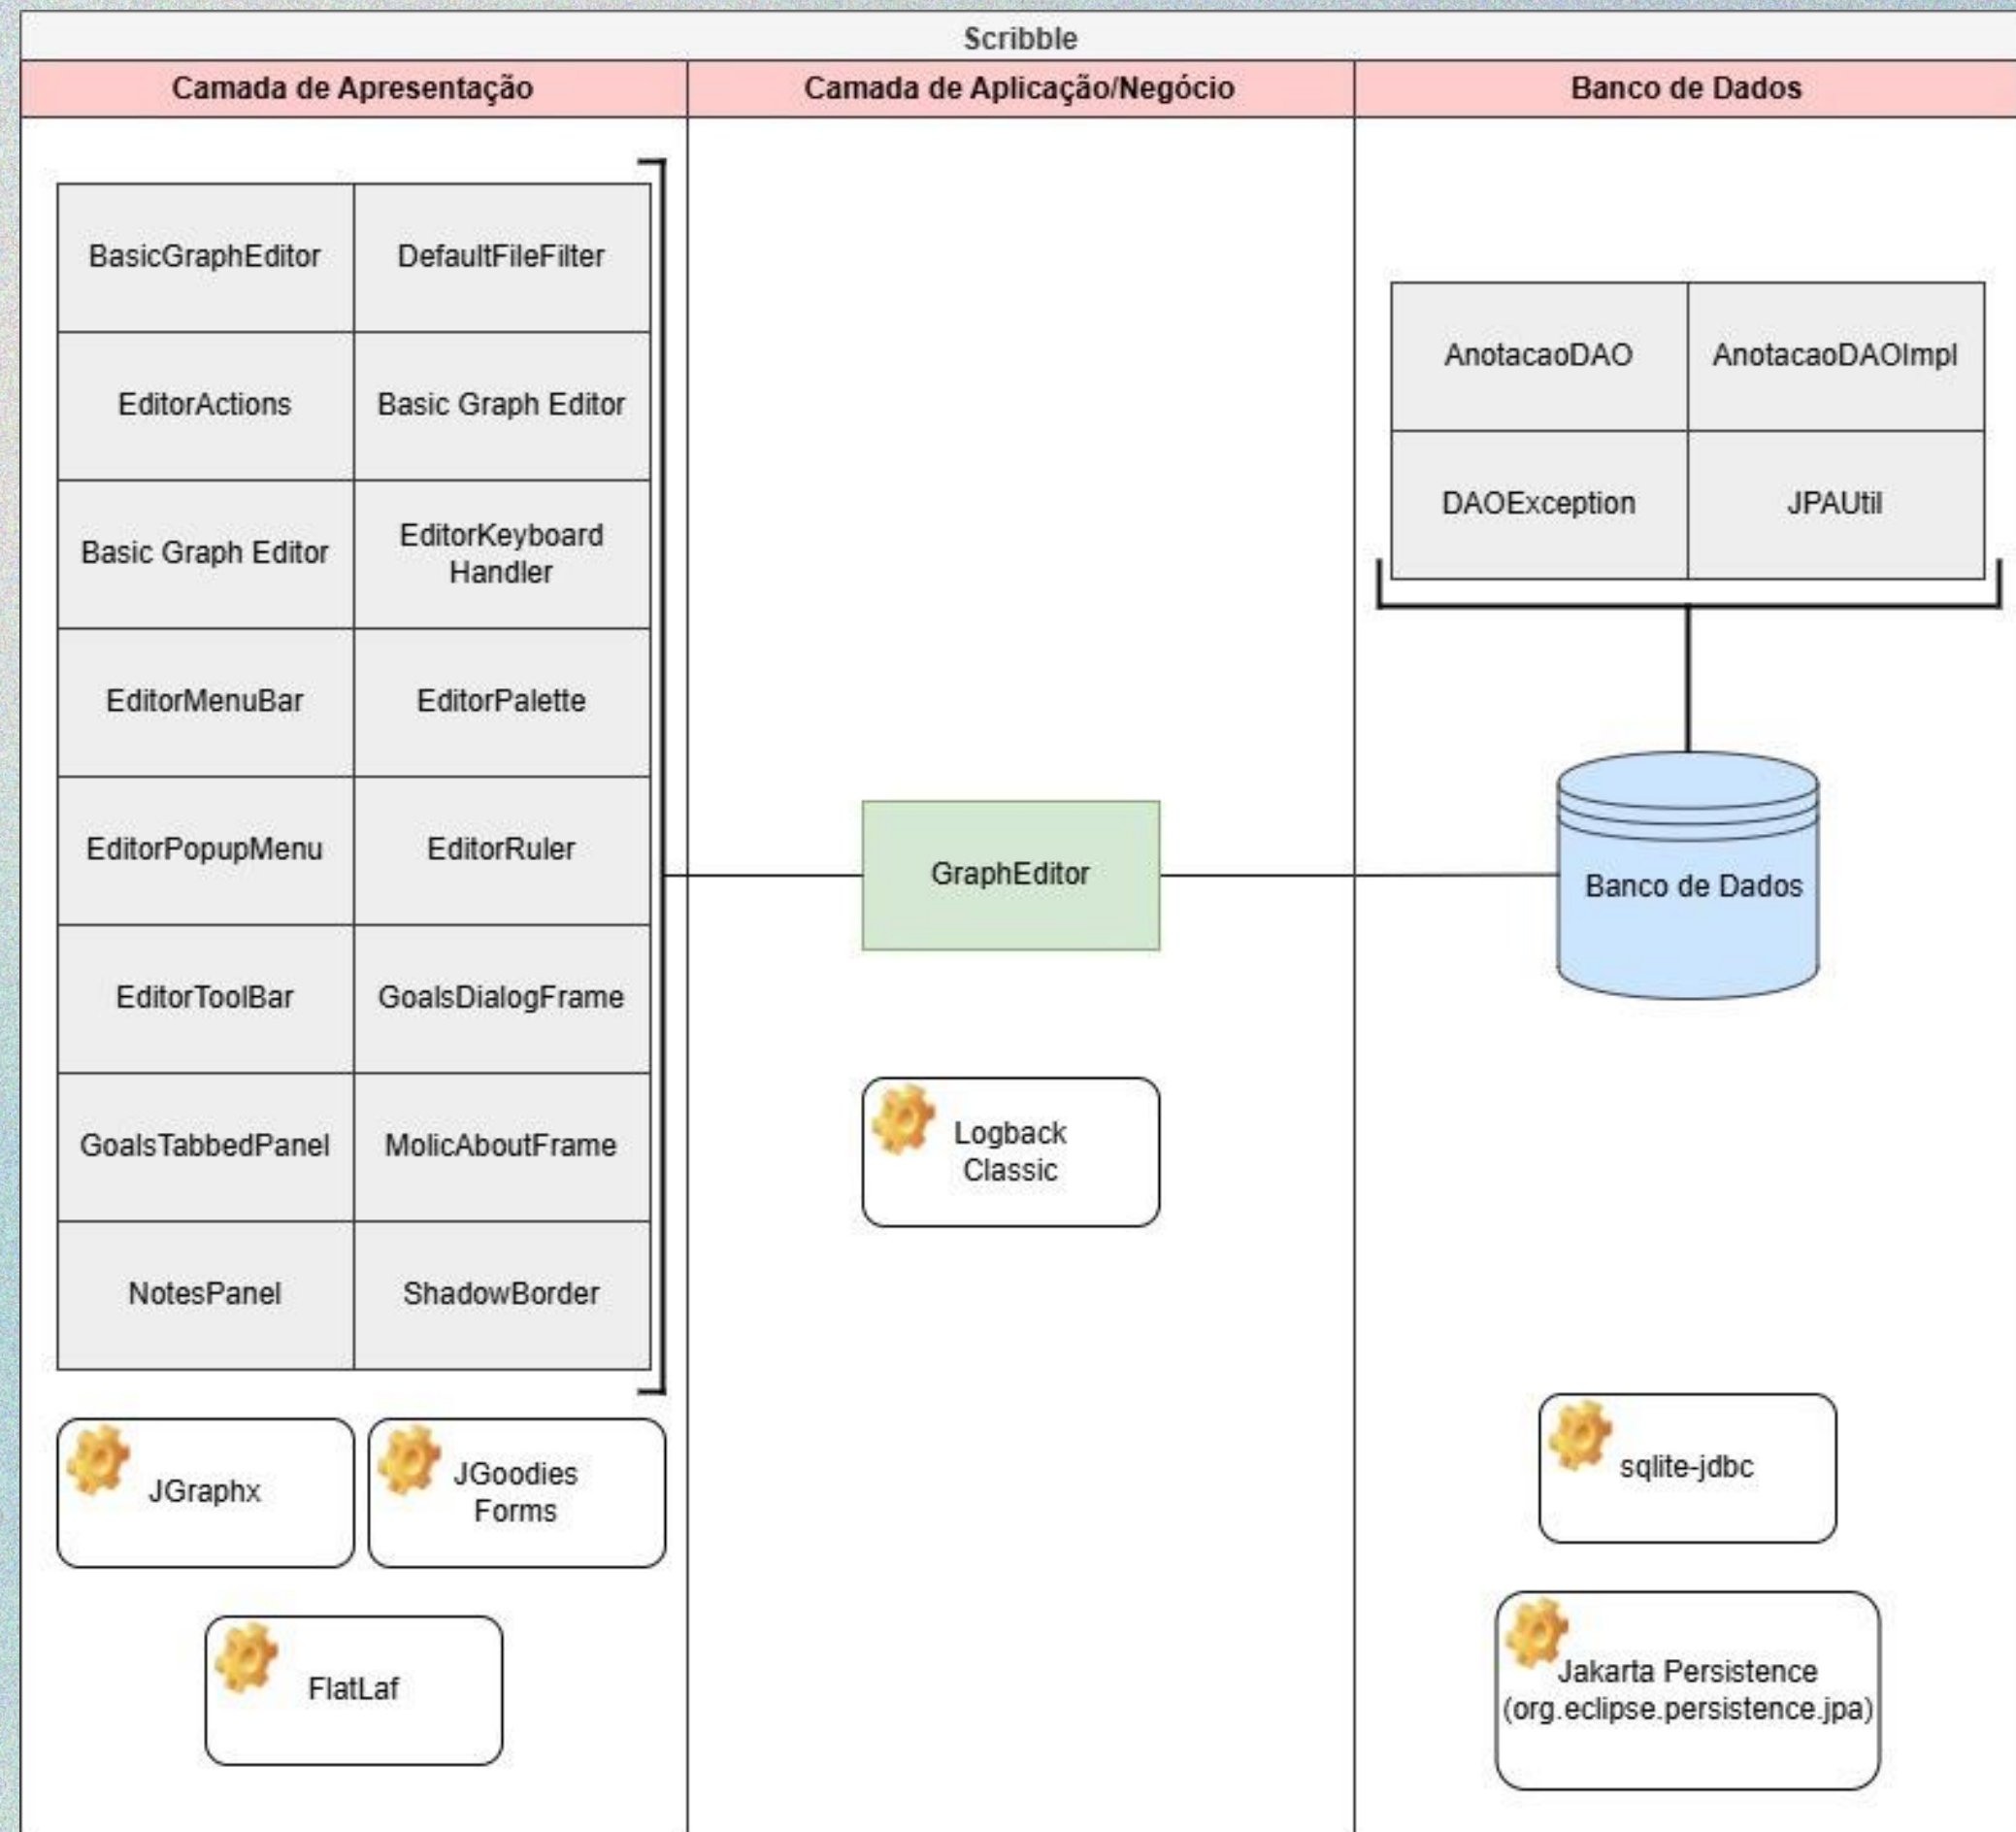 Scribble
Camada de Apresentação
Camada de Aplicação/Negócio
Banco de Dados
BasicGraphEditor
DefaultFileFilter
EditorActions
Basic Graph Editor
Basic Graph Editor
EditorKeyboard
Handler
EditorMenuBar
EditorPalette
EditorPopupMenu
EditorRuler
EditorToolBar
GoalsDialogFrame
GoalsTabbedPanel
MolicAboutFrame
NotesPanel
ShadowBorder
JGraphx
JGoodies
Forms
FlatLaf
GraphEditor
Logback
Classic
AnotacaoDAO
AnotacaoDAOImpl
DAOException
JPAUtil
Banco de Dados
sqlite-jdbc
Jakarta Persistence
(org.eclipse.persistence.jpa)